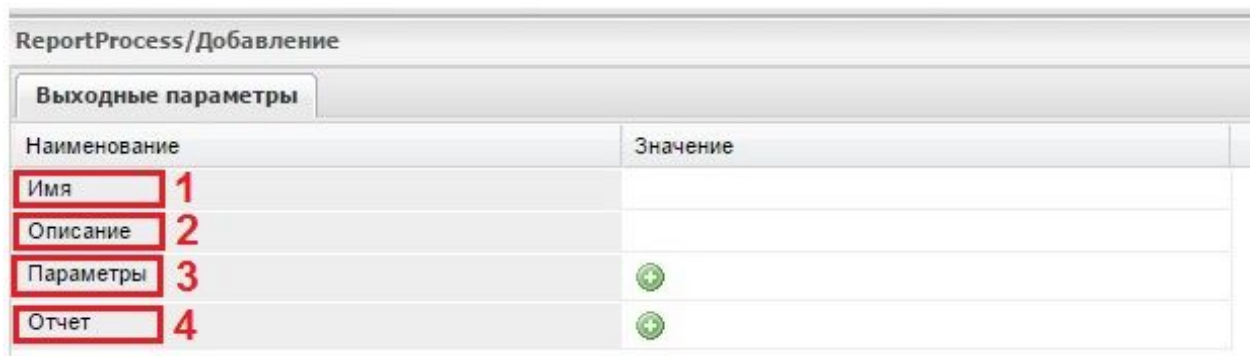 ReportProcess/Добавление
Выходные параметры
Наименование Значение
Имя 1
Описание 2
Параметры 3
Отчет 4